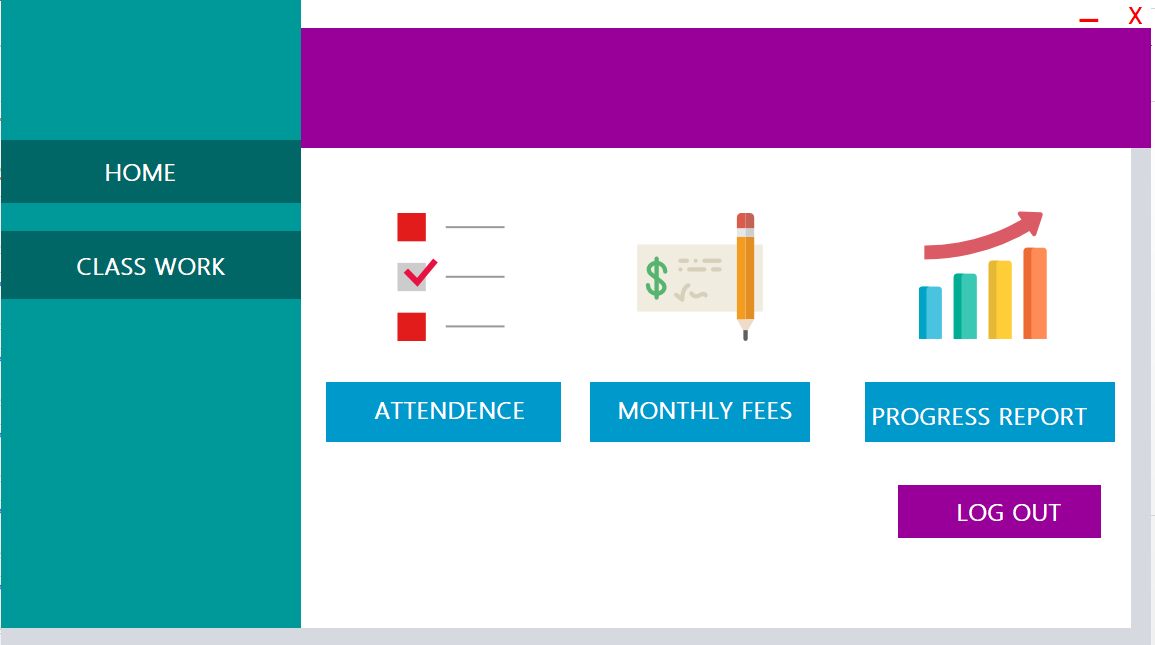 X
HOME
CLASS WORK
$
ATTENDENCE
MONTHLY FEES
PROGRESS REPORT
LOG OUT